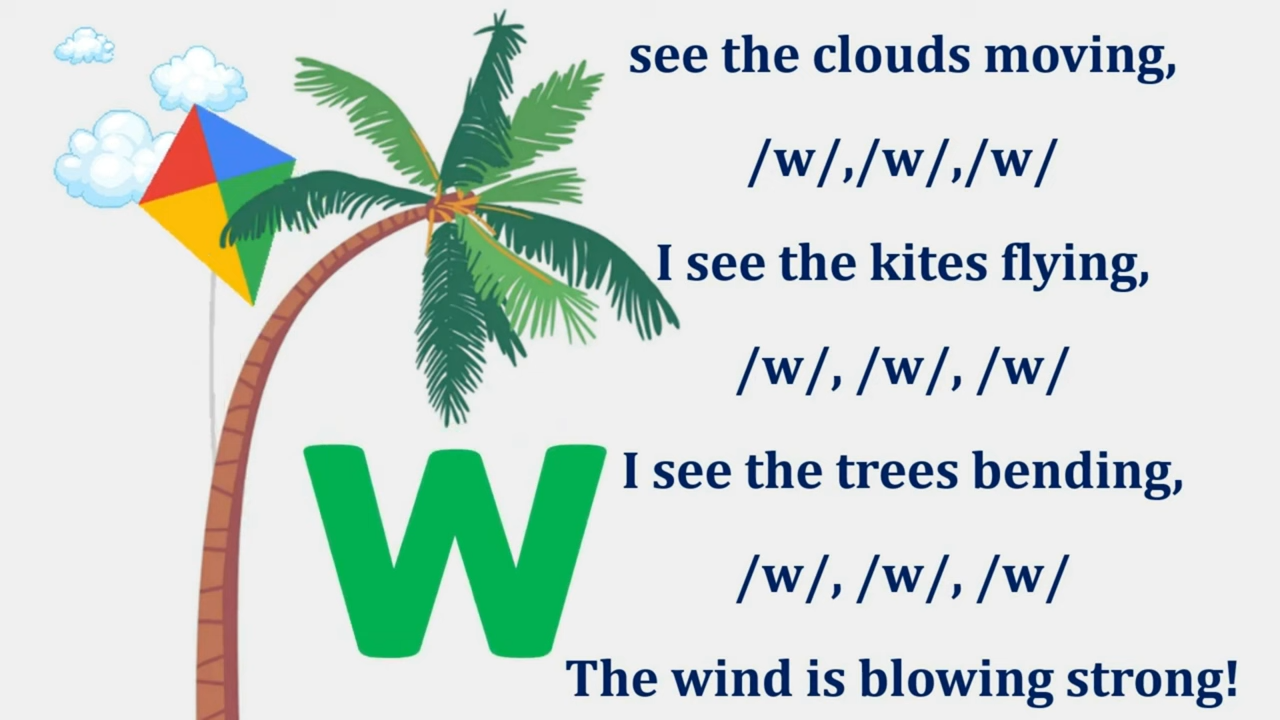 see the clouds moving,
/w/,/w/,/w/
I see the kites flying,
/w/, /w/, /w/
I see the trees bending,
/w/, /w/, /w/
The wind is blowing strong!
w